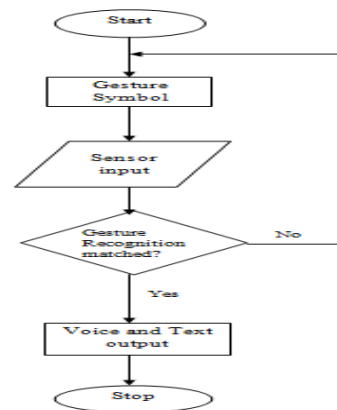 Start
Gesture
Symbol
Sensor
input
Gesture
Recognition
matched?
No
Yes
Voice and Text
output
Stop